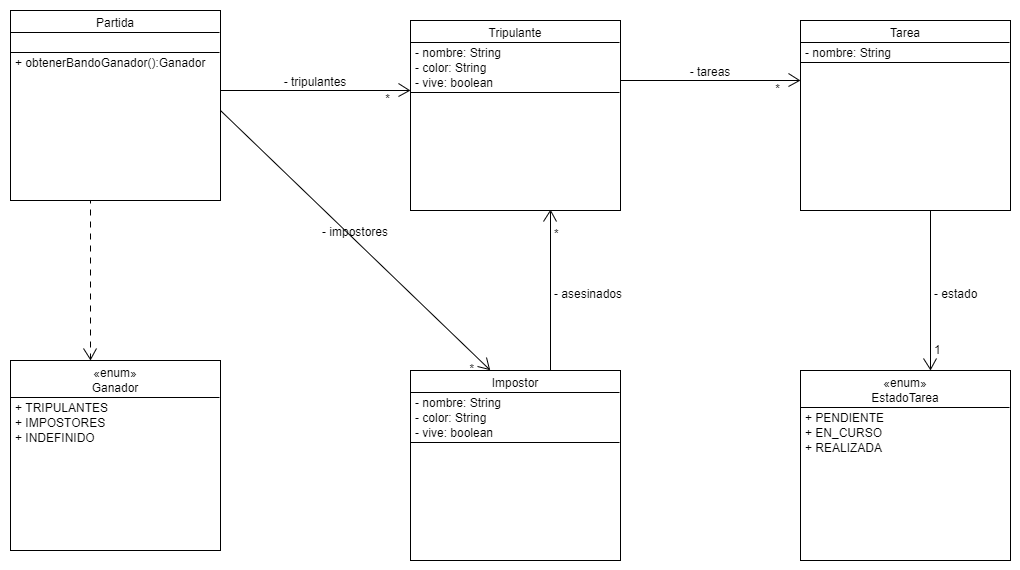 Partida
+ obtenerBandoGanador():Ganador
- tripulantes
*
Tripulante
- nombre: String
- color: String
- vive: boolean
- tareas
*
Tarea
- nombre: String
- impostores
*
*
- asesinados
- estado
1
«enum»
Ganador
+ TRIPULANTES
+ IMPOSTORES
+ INDEFINIDO
Impostor
- nombre: String
- color: String
- vive: boolean
«enum»
EstadoTarea
+ PENDIENTE
+ EN_CURSO
+ REALIZADA